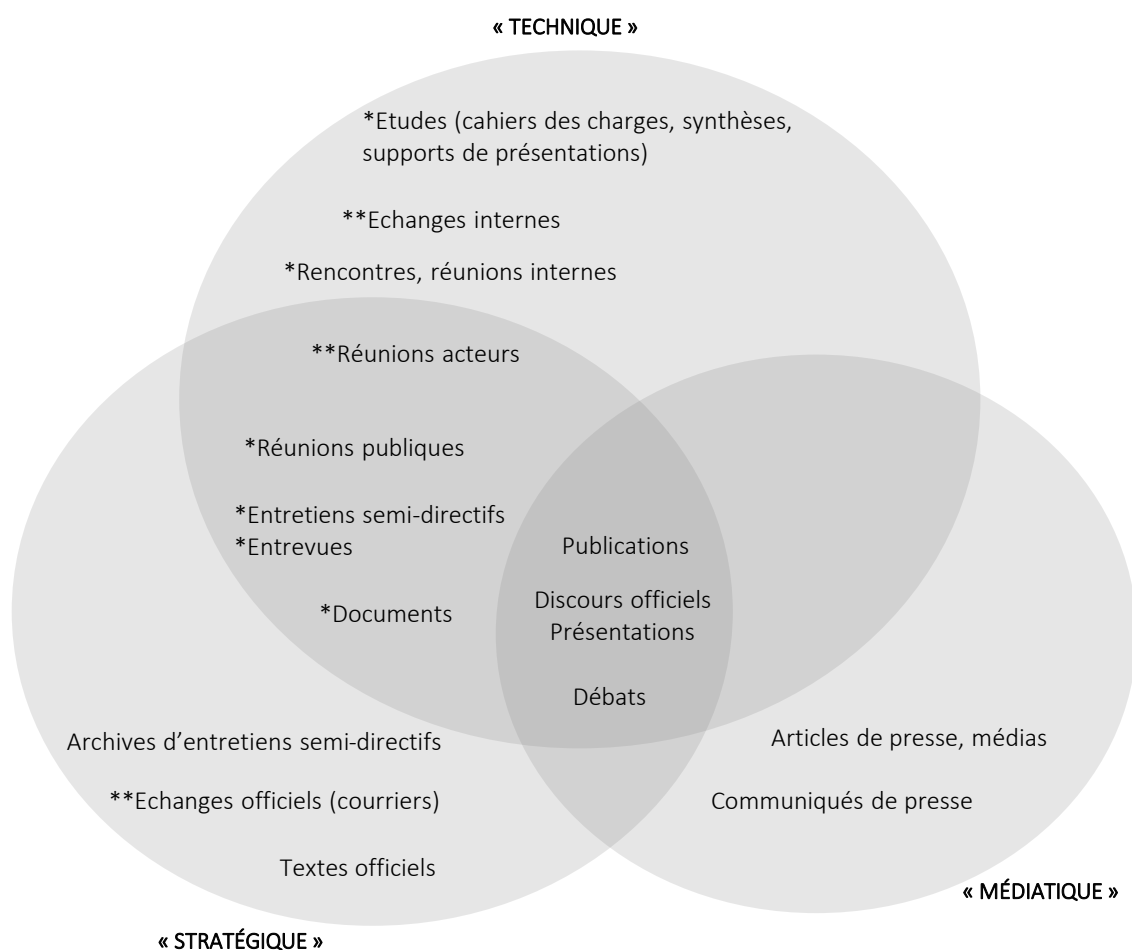 « TECHNIQUE »
*Etudes (cahiers des charges, synthèses,
supports de présentations)
**Echanges internes
*Rencontres, réunions internes
**Réunions acteurs
*Réunions publiques
*Entretiens semi-directifs
*Entrevues
Publications
*Documents
Discours officiels
Présentations
Débats
Archives d’entretiens semi-directifs
Articles de presse, médias
**Echanges officiels (courriers)
Communiqués de presse
Textes officiels
« MÉDIATIQUE »
« STRATÉGIQUE »